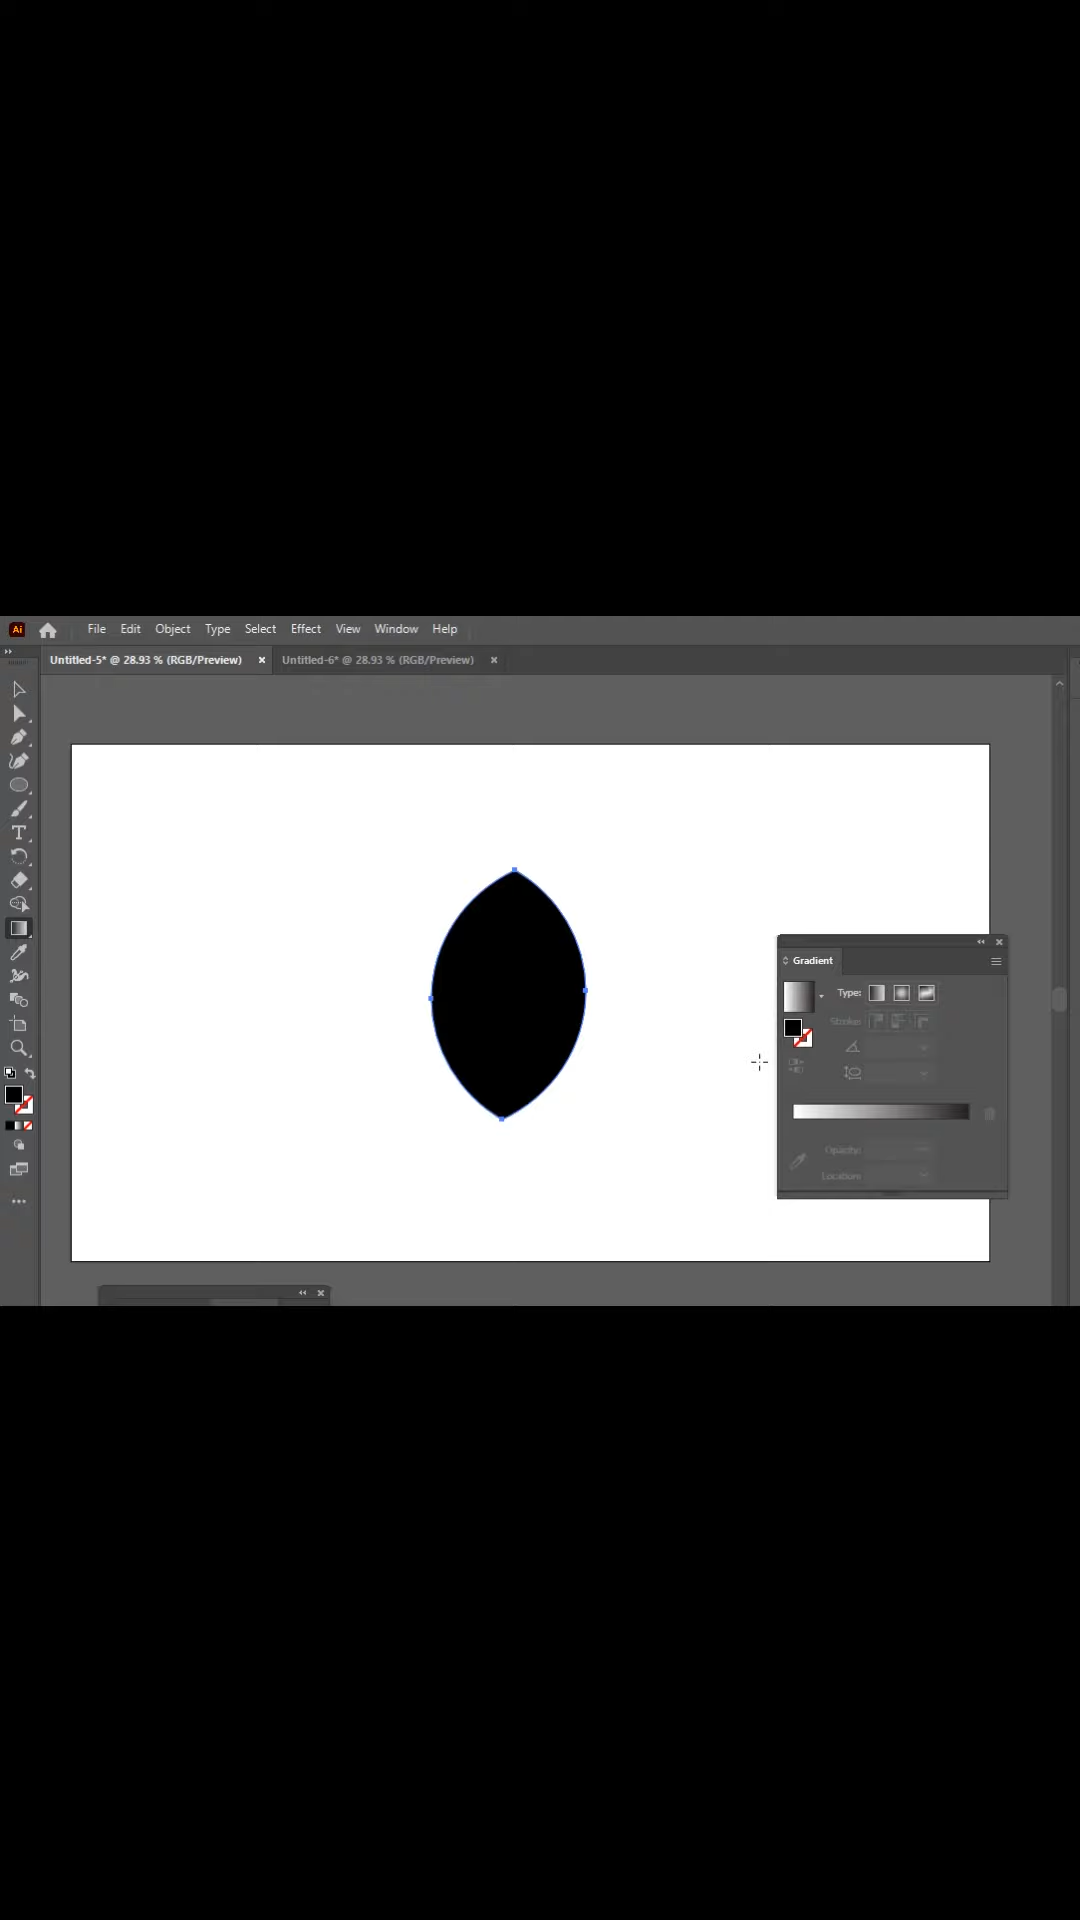 Ai File Edit Object Type Select Effect View Window Help
Untitled-5* @ 28.93 % (RGB/Preview) Untitled-6* @ 28.93 % (RGB/Preview)
Gradient
Type:
Stroke:
Opacity:
Location: